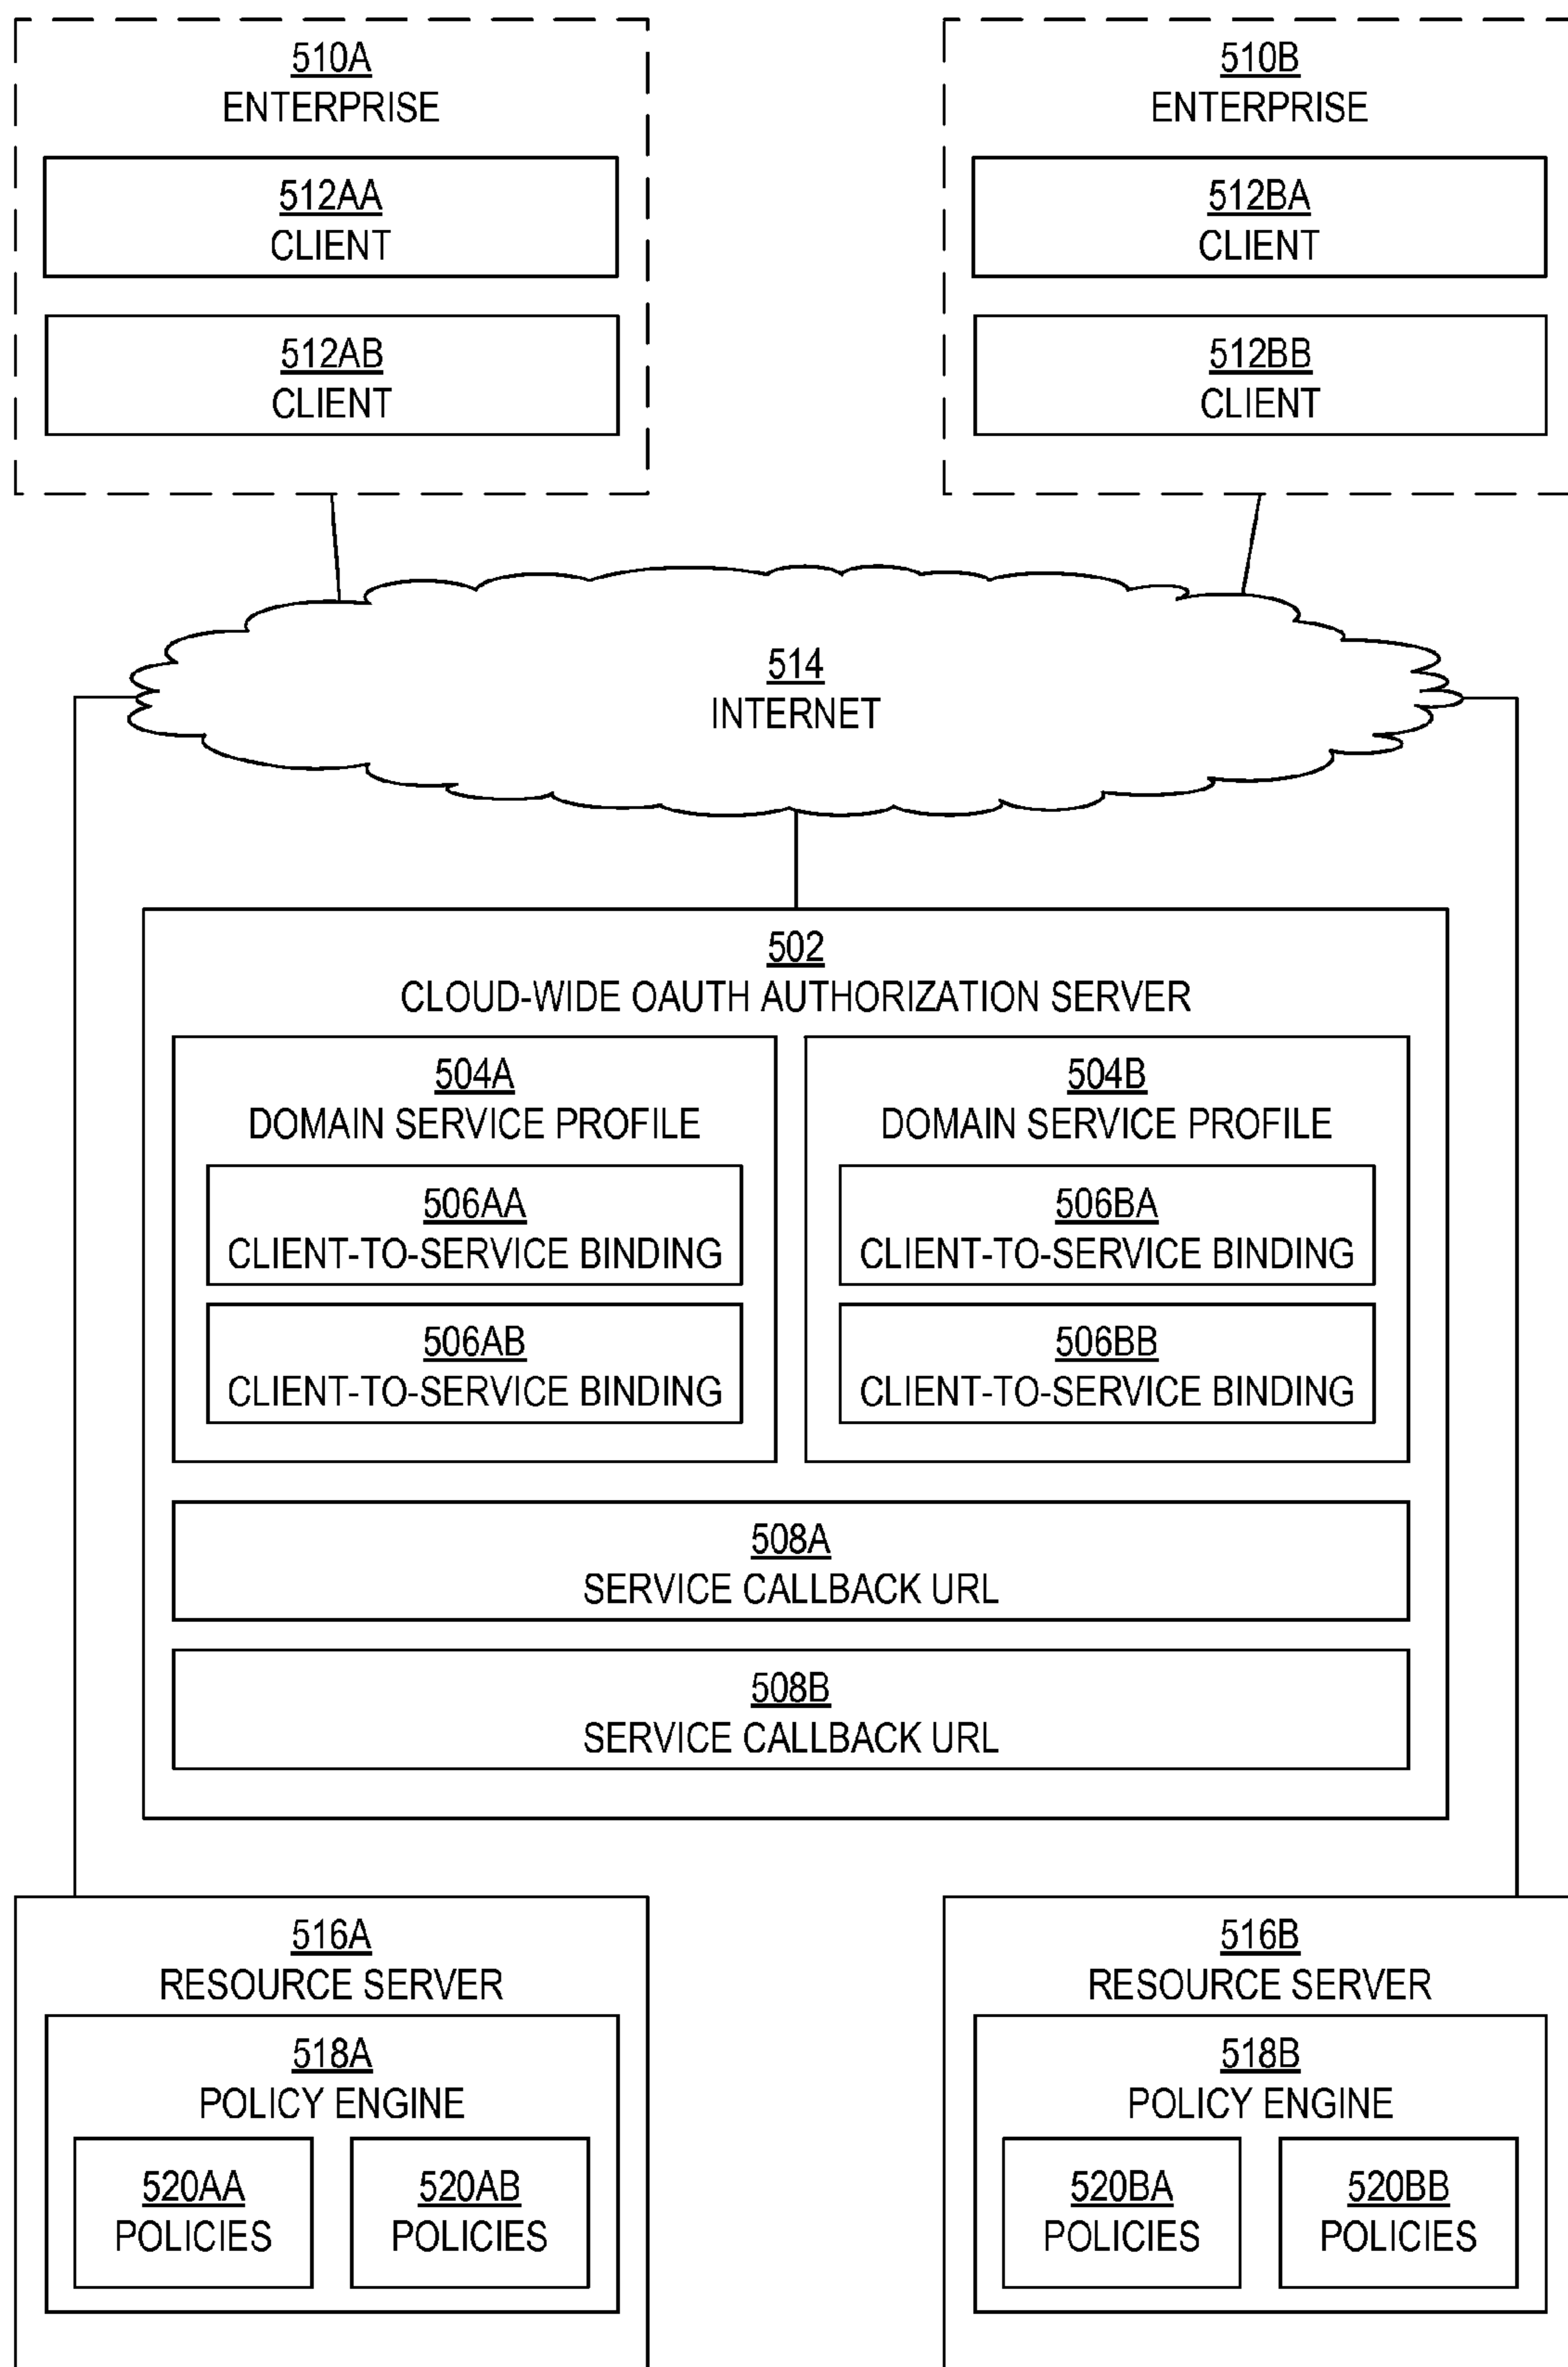 510A
ENTERPRISE
512AA
CLIENT
512AB
CLIENT
510B
ENTERPRISE
512BA
CLIENT
512BB
CLIENT
514
INTERNET
502
CLOUD-WIDE OAUTH AUTHORIZATION SERVER
504A
DOMAIN SERVICE PROFILE
506AA
CLIENT-TO-SERVICE BINDING
506AB
CLIENT-TO-SERVICE BINDING
504B
DOMAIN SERVICE PROFILE
506BA
CLIENT-TO-SERVICE BINDING
506BB
CLIENT-TO-SERVICE BINDING
508A
SERVICE CALLBACK URL
508B
SERVICE CALLBACK URL
516A
RESOURCE SERVER
518A
POLICY ENGINE
520AA
POLICIES
520AB
POLICIES
516B
RESOURCE SERVER
518B
POLICY ENGINE
520BA
POLICIES
520BB
POLICIES